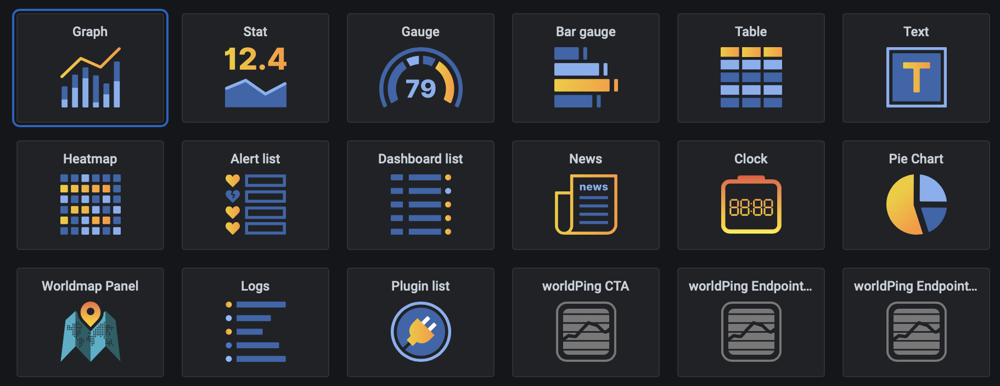 Graph
Stat
Gauge
Bar gauge
Table
Text
12.4
79
T
Heatmap
Alert list
Dashboard list
News
Clock
Pie Chart
news
88:88
Worldmap Panel
Logs
Plugin list
worldPing CTA
worldPing Endpoint...
worldPing Endpoint...